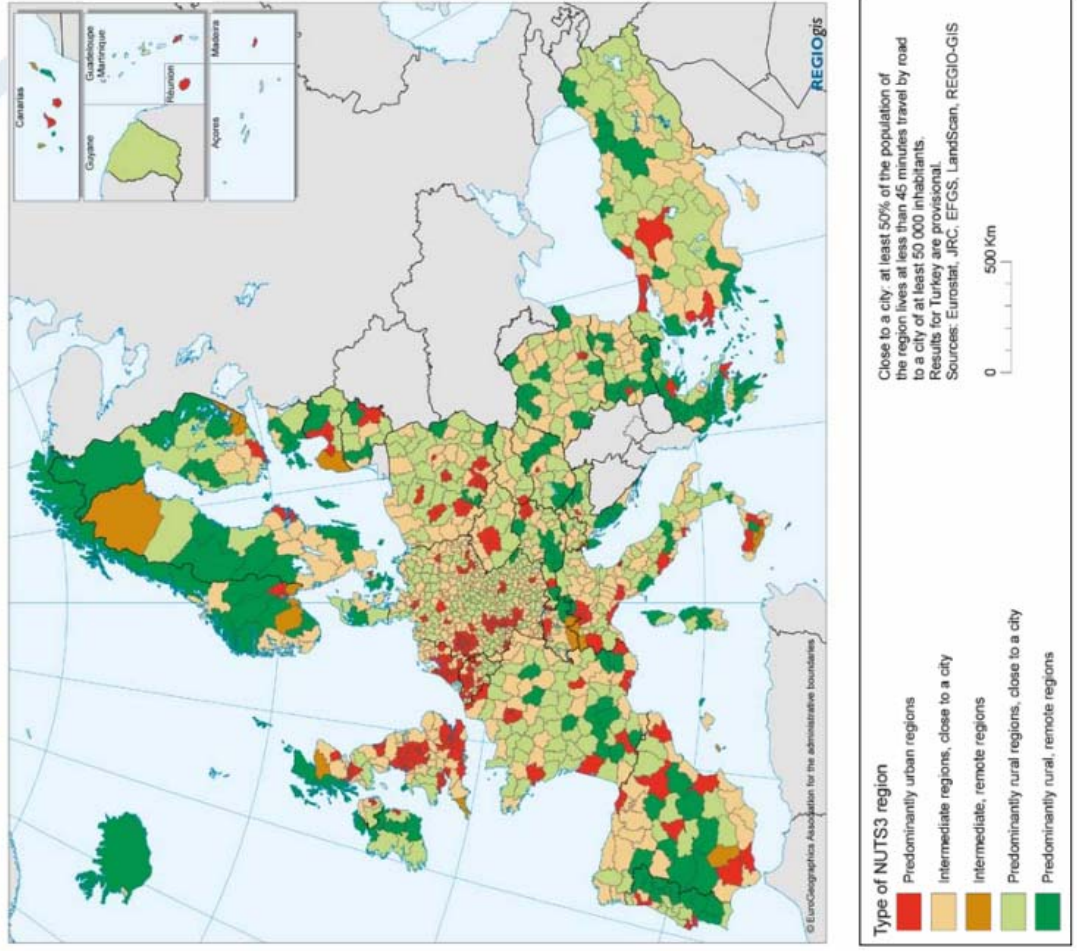 Canarias
Guyane
Guadeloupe
Martinique
Réunion
Açores
Madeira
REGIOgis
© EuroGeographics Association for the administrative boundaries
Type of NUTS3 region
Predominantly urban regions
Intermediate regions, close to a city
Intermediate, remote regions
Predominantly rural regions, close to a city
Predominantly rural, remote regions
Close to a city: at least 50% of the population of
the region lives at less than 45 minutes travel by road
to a city of at least 50 000 inhabitants.
Results for Turkey are provisional.
Sources: Eurostat, JRC, EFGS, LandScan, REGIO-GIS
0 500 Km